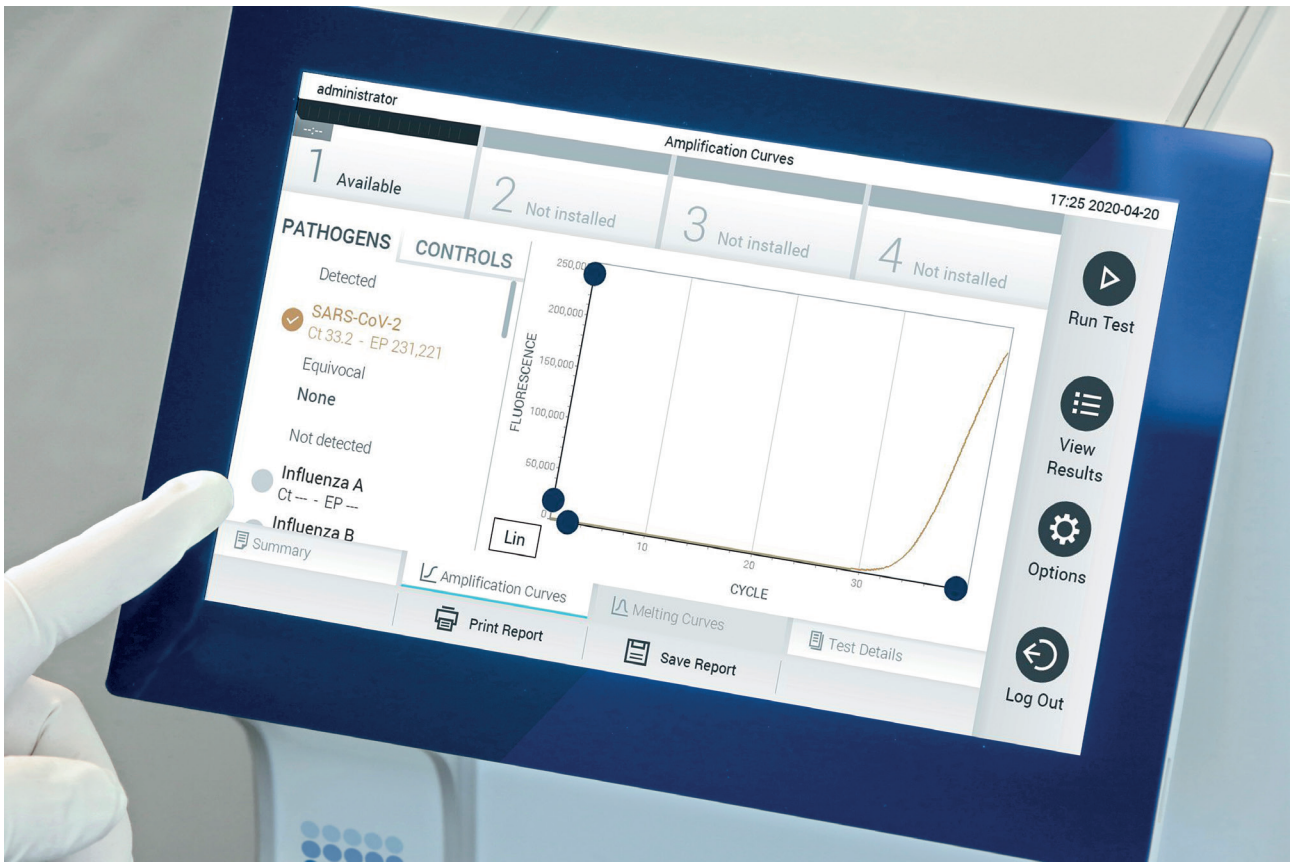 administrator
Amplification Curves
17:25 2020-04-20
--:--
1 Available
2 Not installed
3 Not installed
4 Not installed
PATHOGENS
CONTROLS
Detected
SARS-CoV-2
Ct 33.2 - EP 231,221
Equivocal
None
Not detected
Influenza A
Ct --- - EP ---
Influenza B
FLUORESCENCE
250,000
200,000
150,000
100,000
50,000
0
10
20
30
CYCLE
Lin
Run Test
View
Results
Options
Log Out
Summary
Amplification Curves
Melting Curves
Test Details
Print Report
Save Report